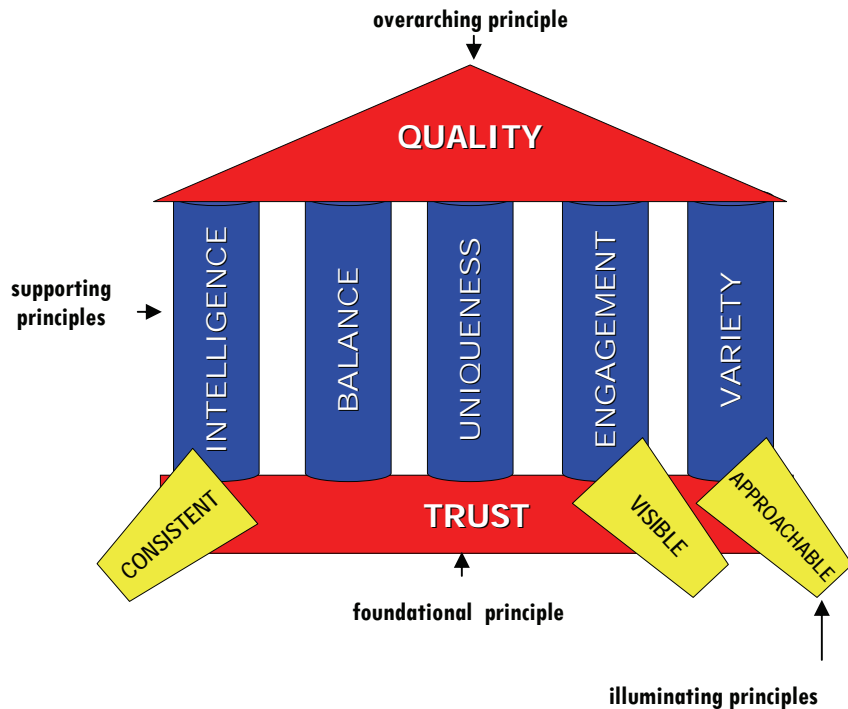 overarching principle
QUALITY
supporting
principles
INTELLIGENCE
BALANCE
UNIQUENESS
ENGAGEMENT
VARIETY
CONSISTENT
TRUST
VISIBLE
APPROACHABLE
foundational principle
illuminating principles